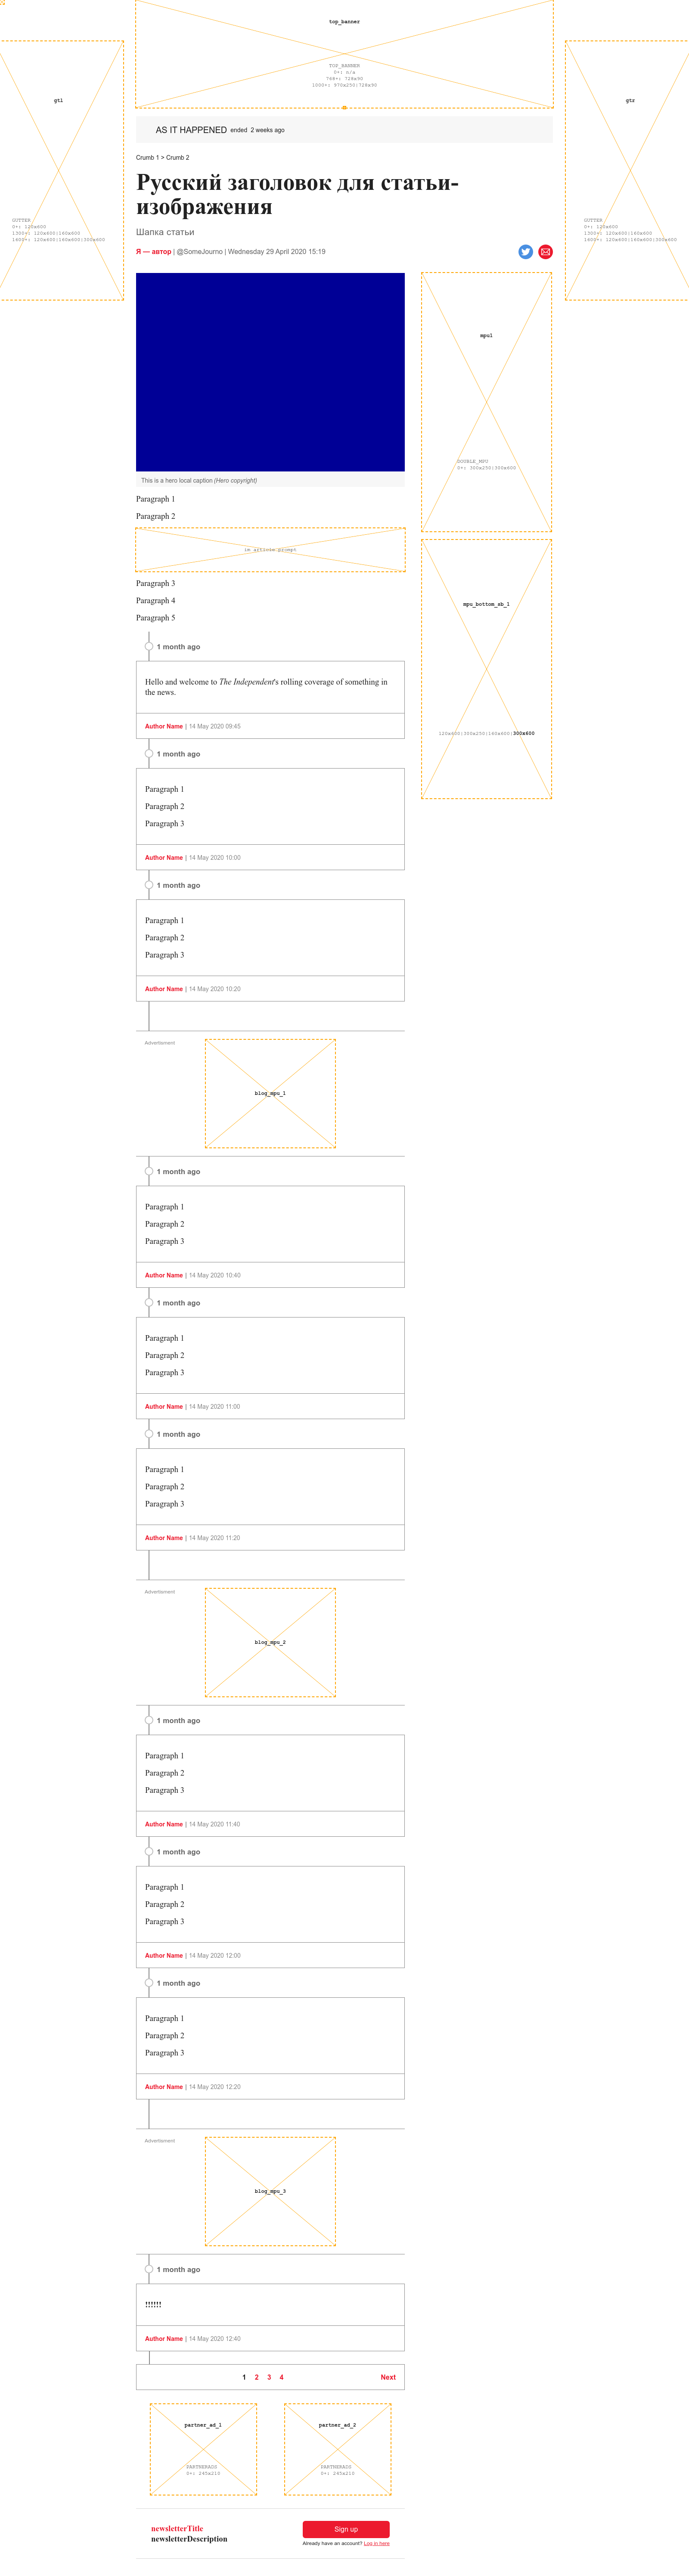 top_banner
TOP_BANNER
0+: n/a
768+: 728x90
1000+: 970x250|728x90
gtl
GUTTER
0+: 120x600
1300+: 120x600|160x600
1600+: 120x600|160x600|300x600
gtr
GUTTER
0+: 120x600
1300+: 120x600|160x600
1600+: 120x600|160x600|300x600
AS IT HAPPENED ended 2 weeks ago
Crumb 1 > Crumb 2
Русский заголовок для статьи-
изображения
Шапка статьи
Я — автор | @SomeJourno | Wednesday 29 April 2020 15:19
This is a hero local caption (Hero copyright)
mpu1
DOUBLE_MPU
0+: 300x250|300x600
Paragraph 1
Paragraph 2
in article prompt
mpu_bottom_sb_1
120x600|300x250|160x600|300x600
Paragraph 3
Paragraph 4
Paragraph 5
1 month ago
Hello and welcome to The Independent's rolling coverage of something in
the news.
Author Name | 14 May 2020 09:45
1 month ago
Paragraph 1
Paragraph 2
Paragraph 3
Author Name | 14 May 2020 10:00
1 month ago
Paragraph 1
Paragraph 2
Paragraph 3
Author Name | 14 May 2020 10:20
Advertisment
blog_mpu_1
1 month ago
Paragraph 1
Paragraph 2
Paragraph 3
Author Name | 14 May 2020 10:40
1 month ago
Paragraph 1
Paragraph 2
Paragraph 3
Author Name | 14 May 2020 11:00
1 month ago
Paragraph 1
Paragraph 2
Paragraph 3
Author Name | 14 May 2020 11:20
Advertisment
blog_mpu_2
1 month ago
Paragraph 1
Paragraph 2
Paragraph 3
Author Name | 14 May 2020 11:40
1 month ago
Paragraph 1
Paragraph 2
Paragraph 3
Author Name | 14 May 2020 12:00
1 month ago
Paragraph 1
Paragraph 2
Paragraph 3
Author Name | 14 May 2020 12:20
Advertisment
blog_mpu_3
1 month ago
!!!!!!
Author Name | 14 May 2020 12:40
1 2 3 4 Next
partner_ad_1
PARTNERADS
0+: 245x210
partner_ad_2
PARTNERADS
0+: 245x210
newsletterTitle
newsletterDescription
Sign up
Already have an account? Log in here